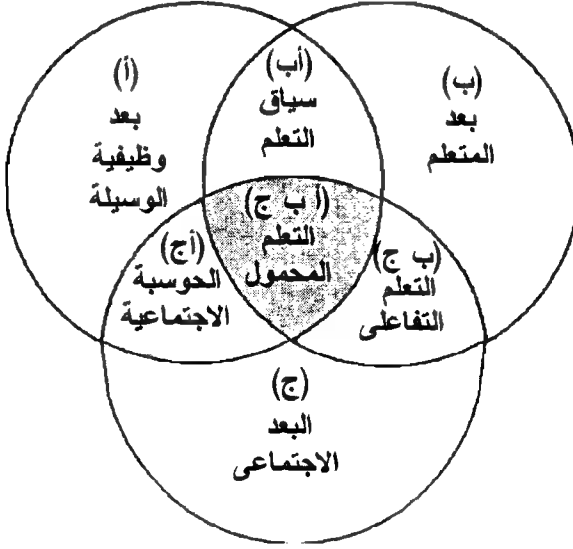 (أ)
بعد
وظيفية
الوسيلة
(أب)
سياق
التعلم
(ب)
بعد
المتعلم
(أ ب ج)
التعلم
المحمول
(أج)
الحوسبة
الاجتماعية
(ب ج)
التعلم
التفاعلى
(ج)
البعد
الاجتماعى